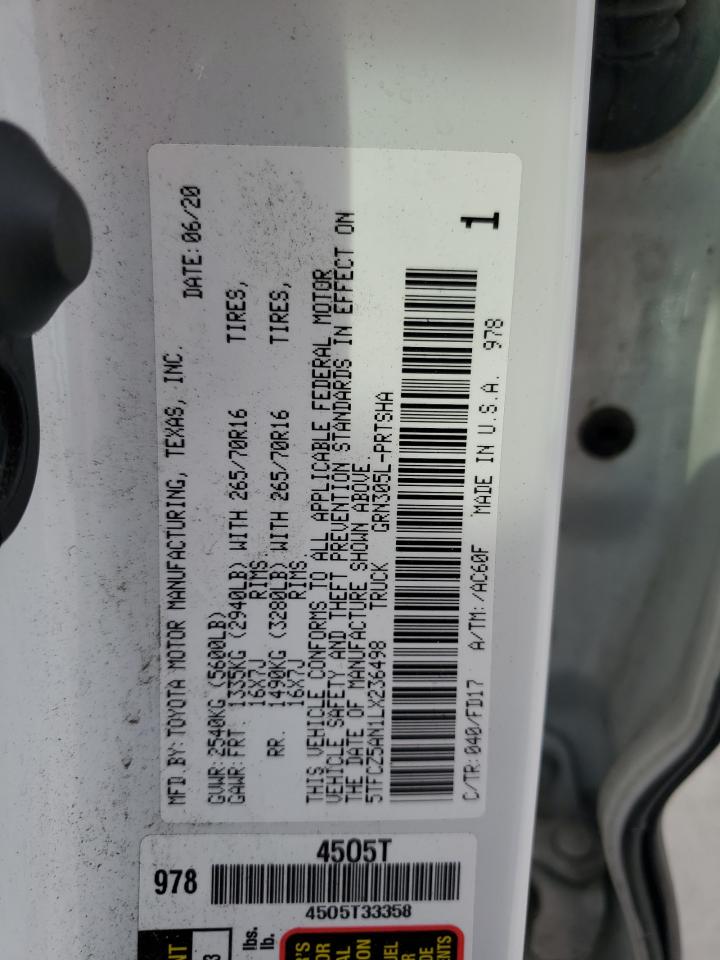 MFD.BY: TOYOTA MOTOR MANUFACTURING, TEXAS, INC.
DATE: 06/20
GVWR: 2540KG (5600LB)
GAWR: FRT: 1335KG (2940LB) WITH 265/70R16 TIRES,
16X7J RIMS
RR. 1490KG (3280LB) WITH 265/70R16 TIRES,
16X7J RIMS.
THIS VEHICLE CONFORMS TO ALL APPLICABLE FEDERAL MOTOR
VEHICLE SAFETY AND THEFT PREVENTION STANDARDS IN EFFECT ON
THE DATE OF MANUFACTURE SHOWN ABOVE.
5TFCZ5AN1LX236498 TRUCK GRN305L-PRTSHA
1
C/TR: 040/FD17 A/TM: /AC60F MADE IN U.S.A. 978
4505T
978
4505T33358
lbs.
lb.